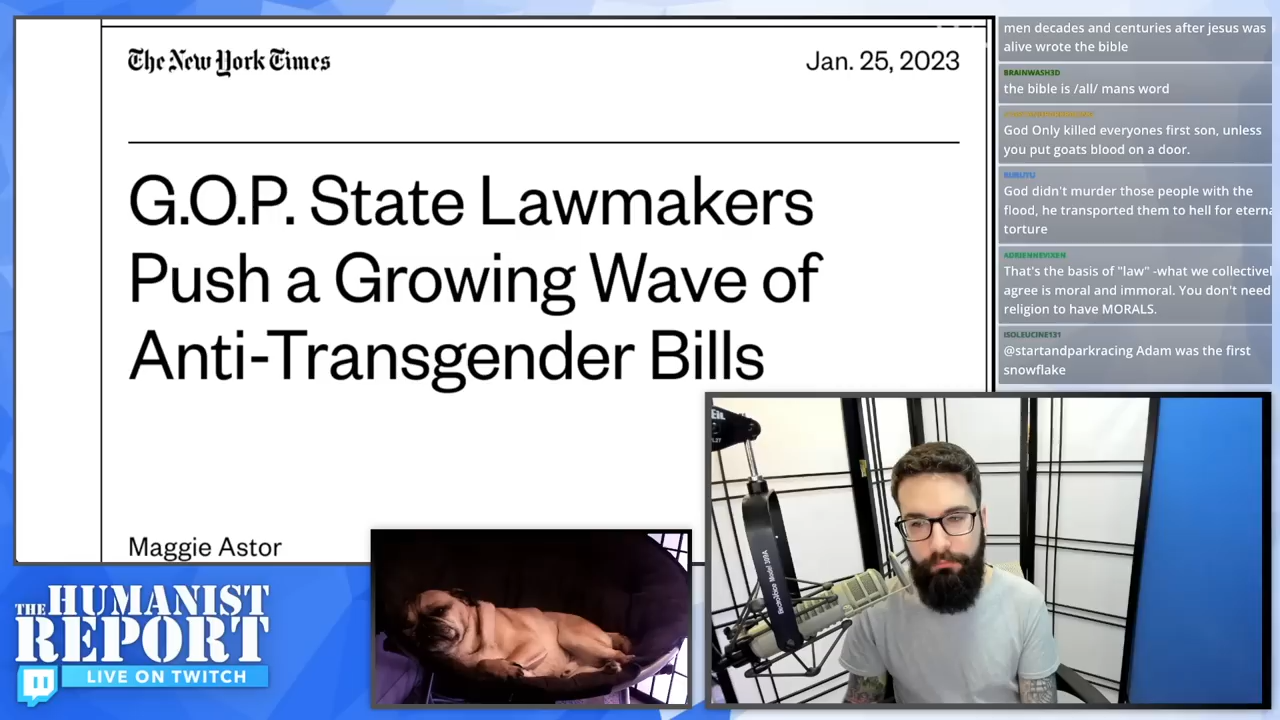 The New York Times
Jan. 25, 2023
G.O.P. State Lawmakers
Push a Growing Wave of
Anti-Transgender Bills
Maggie Astor
men decades and centuries after jesus was
alive wrote the bible
BRAINWASH3D
the bible is /all/ mans word
God Only killed everyones first son, unless
you put goats blood on a door.
RURUTU
God didn't murder those people with the
flood, he transported them to hell for eterna
torture
ADRIENNEVIXEN
That's the basis of "law" -what we collectivel
agree is moral and immoral. You don't need
religion to have MORALS.
ISOLEUCINE131
@startandparkracing Adam was the first
snowflake
THE HUMANIST
REPORT
LIVE ON TWITCH